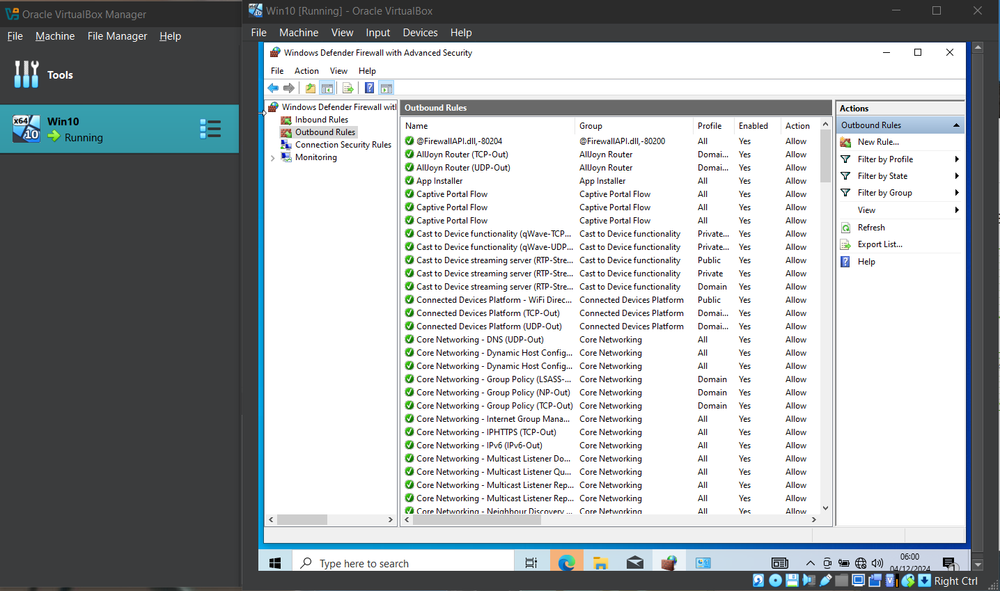 Oracle VirtualBox Manager
File Machine File Manager Help
Tools
Win10
Running
Win10 [Running] - Oracle VirtualBox
File Machine View Input Devices Help
Windows Defender Firewall with Advanced Security
File Action View Help
Windows Defender Firewall with
Inbound Rules
Outbound Rules
Connection Security Rules
Monitoring
Outbound Rules
Name Group Profile Enabled Action
@FirewallAPI.dll,-80204 @FirewallAPI.dll,-80200 All Yes Allow
AllJoyn Router (TCP-Out) AllJoyn Router Domai... Yes Allow
AllJoyn Router (UDP-Out) AllJoyn Router Domai... Yes Allow
App Installer App Installer All Yes Allow
Captive Portal Flow Captive Portal Flow All Yes Allow
Captive Portal Flow Captive Portal Flow All Yes Allow
Captive Portal Flow Captive Portal Flow All Yes Allow
Cast to Device functionality (qWave-TCP... Cast to Device functionality Private... Yes Allow
Cast to Device functionality (qWave-UDP... Cast to Device functionality Private... Yes Allow
Cast to Device streaming server (RTP-Stre... Cast to Device functionality Public Yes Allow
Cast to Device streaming server (RTP-Stre... Cast to Device functionality Private Yes Allow
Cast to Device streaming server (RTP-Stre... Cast to Device functionality Domain Yes Allow
Connected Devices Platform - WiFi Direc... Connected Devices Platform Public Yes Allow
Connected Devices Platform (TCP-Out) Connected Devices Platform Domai... Yes Allow
Connected Devices Platform (UDP-Out) Connected Devices Platform Domai... Yes Allow
Core Networking - DNS (UDP-Out) Core Networking All Yes Allow
Core Networking - Dynamic Host Config... Core Networking All Yes Allow
Core Networking - Dynamic Host Config... Core Networking All Yes Allow
Core Networking - Group Policy (LSASS-... Core Networking Domain Yes Allow
Core Networking - Group Policy (NP-Out) Core Networking Domain Yes Allow
Core Networking - Group Policy (TCP-Out) Core Networking Domain Yes Allow
Core Networking - Internet Group Mana... Core Networking All Yes Allow
Core Networking - IPHTTPS (TCP-Out) Core Networking All Yes Allow
Core Networking - IPv6 (IPv6-Out) Core Networking All Yes Allow
Core Networking - Multicast Listener Do... Core Networking All Yes Allow
Core Networking - Multicast Listener Qu... Core Networking All Yes Allow
Core Networking - Multicast Listener Rep... Core Networking All Yes Allow
Core Networking - Multicast Listener Rep... Core Networking All Yes Allow
Core Networking - Neighbour Discovery Core Networking All Yes Allow
Actions
Outbound Rules
New Rule...
Filter by Profile
Filter by State
Filter by Group
View
Refresh
Export List...
Help
Type here to search
06:00
04/12/2024
1
Right Ctrl